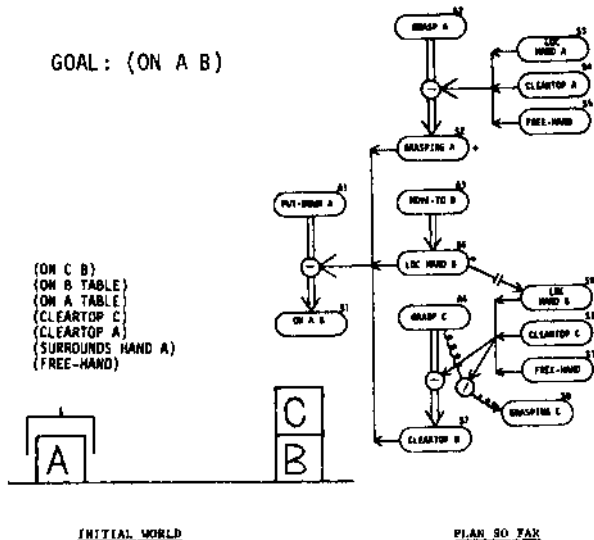 GOAL: (ON A B)
(ON C B)
(ON B TABLE)
(ON A TABLE)
(CLEARTOP C)
(CLEARTOP A)
(SURROUNDS HAND A)
(FREE-HAND)
A
C
B
INITIAL WORLD
GRASP A
LOC
HAND A
CLEARTOP A
FREE-HAND
GRASPING A
PUT-DOWN A
MOVE-TO B
LOC HAND B
ON A B
GRASP C
LOC
CLEARTOP C
FREE-HAND
GRASPING C
CLEARTOP B
PLAN SO FAR